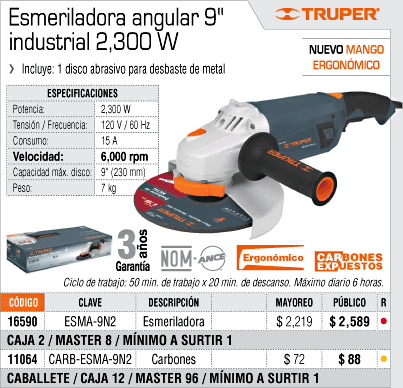 Esmeriladora angular 9"
industrial 2,300 W
TRUPER®
NUEVO MANGO
ERGONÓMICO
Incluye: 1 disco abrasivo para desbaste de metal
ESPECIFICACIONES
Potencia: 2,300 W
Tensión / Frecuencia: 120 V / 60 Hz
Consumo: 15 A
Velocidad: 6,000 rpm
Capacidad máx. disco: 9" (230 mm)
Peso: 7 kg
TRUPER
3 años
Garantía
NOM - ANCE
Ergonómico
CARBONES
EXPUESTOS
Ciclo de trabajo: 50 min. de trabajo x 20 min. de descanso. Máximo diario 6 horas.
CÓDIGO CLAVE DESCRIPCIÓN MAYOREO PÚBLICO R
16590 ESMA-9N2 Esmeriladora $ 2,219 $ 2,589
CAJA 2 / MASTER 8 / MÍNIMO A SURTIR 1
11064 CARB-ESMA-9N2 Carbones $ 72 $ 88
CABALLETE / CAJA 12 / MASTER 96 / MÍNIMO A SURTIR 1